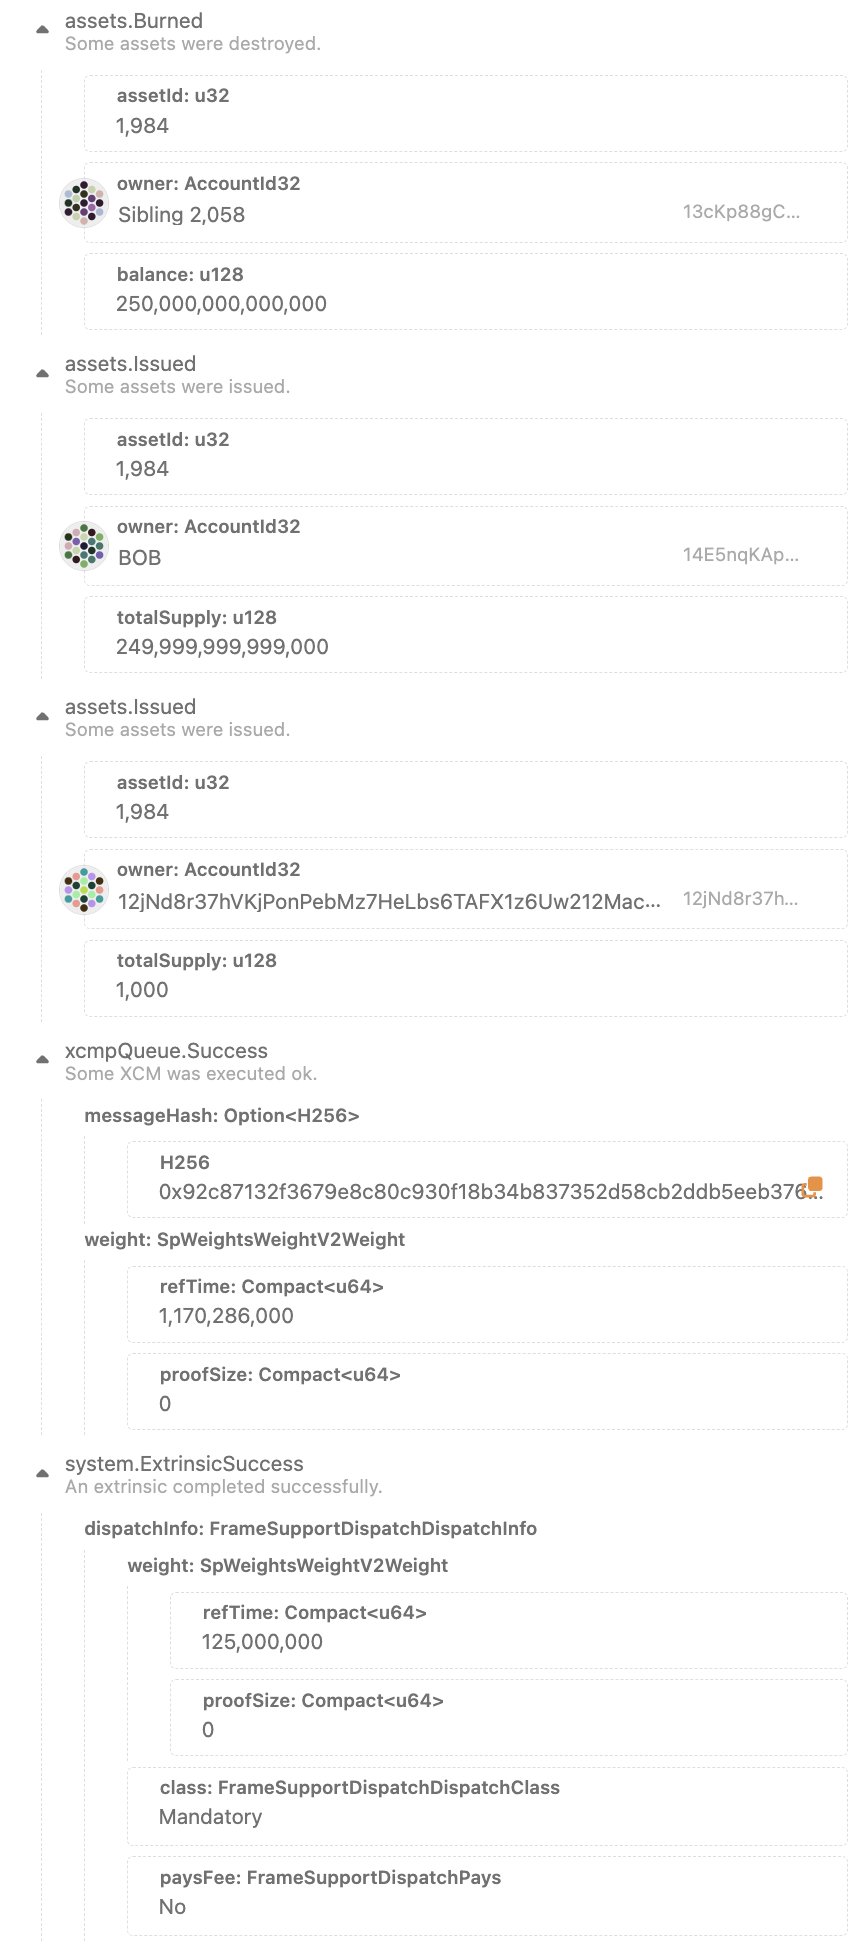 assets.Burned
Some assets were destroyed.
assetId: u32
1,984
owner: AccountId32
Sibling 2,058
13cKp88gC...
balance: u128
250,000,000,000,000
assets.Issued
Some assets were issued.
assetId: u32
1,984
owner: AccountId32
BOB
14E5nqKAp...
totalSupply: u128
249,999,999,999,000
assets.Issued
Some assets were issued.
assetId: u32
1,984
owner: AccountId32
12jNd8r37hVKjPonPebMz7HeLbs6TAFX1z6Uw212Mac...
12jNd8r37h...
totalSupply: u128
1,000
xcmpQueue.Success
Some XCM was executed ok.
messageHash: Option<H256>
H256
0x92c87132f3679e8c80c930f18b34b837352d58cb2ddb5eeb376...
weight: SpWeightsWeightV2Weight
refTime: Compact<u64>
1,170,286,000
proofSize: Compact<u64>
0
system.ExtrinsicSuccess
An extrinsic completed successfully.
dispatchInfo: FrameSupportDispatchDispatchInfo
weight: SpWeightsWeightV2Weight
refTime: Compact<u64>
125,000,000
proofSize: Compact<u64>
0
class: FrameSupportDispatchDispatchClass
Mandatory
paysFee: FrameSupportDispatchPays
No